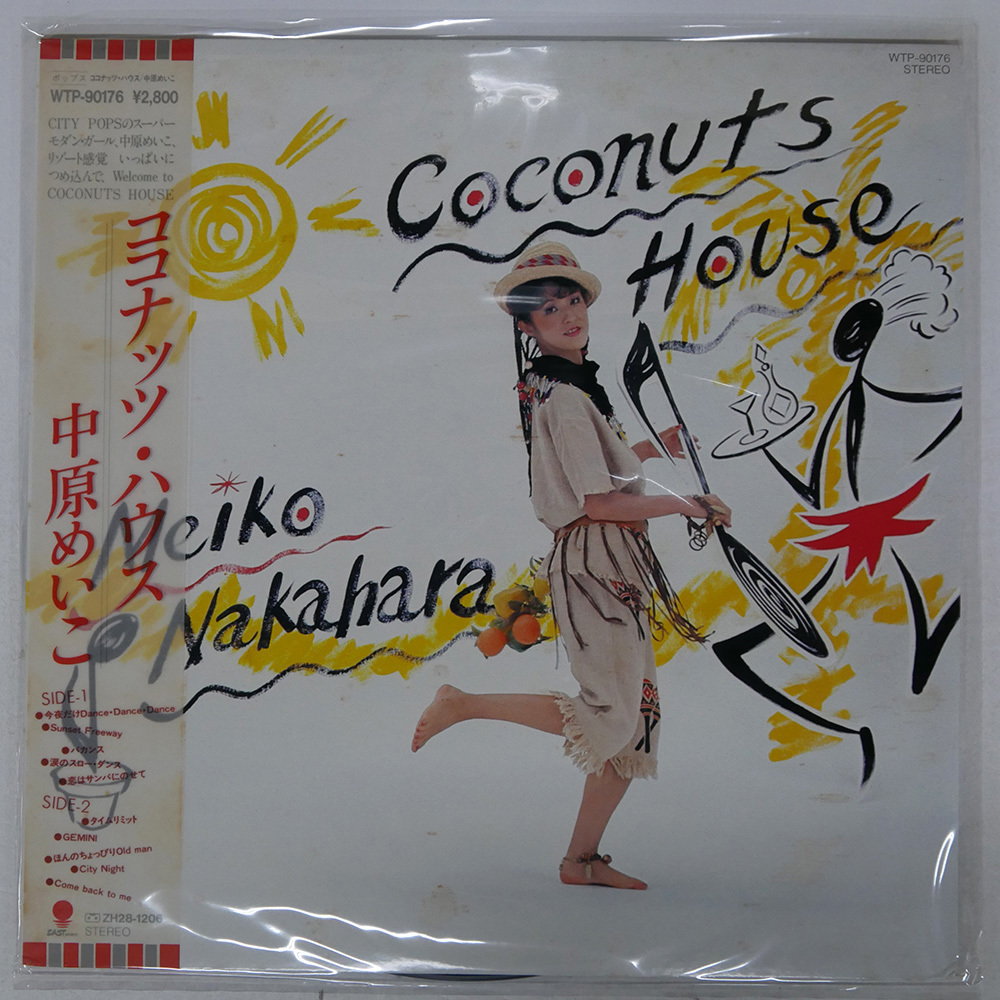 ポップス ココナッツ・ハウス/中原めいこ
WTP-90176 ¥2,800
CITY POPSのスーパー
モダン・ガール、中原めいこ、
リゾート感覚 いっぱいに
つめ込んで、Welcome to
COCONUTS HOUSE
ココナッツ・ハウス
中原めいこ
SIDE-1
●今夜だけDance・Dance・Dance
●Sunset Freeway
●バカンス
●涙のスロー・ダンス
●恋はサンバにのせて
SIDE-2
●タイムリミット
●GEMINI
●ほんのちょっぴりOld man
●City Night
●Come back to me
EAST
ZH28-1206
STEREO
WTP-90176
STEREO
Coconuts
House
Meiko
Nakahara